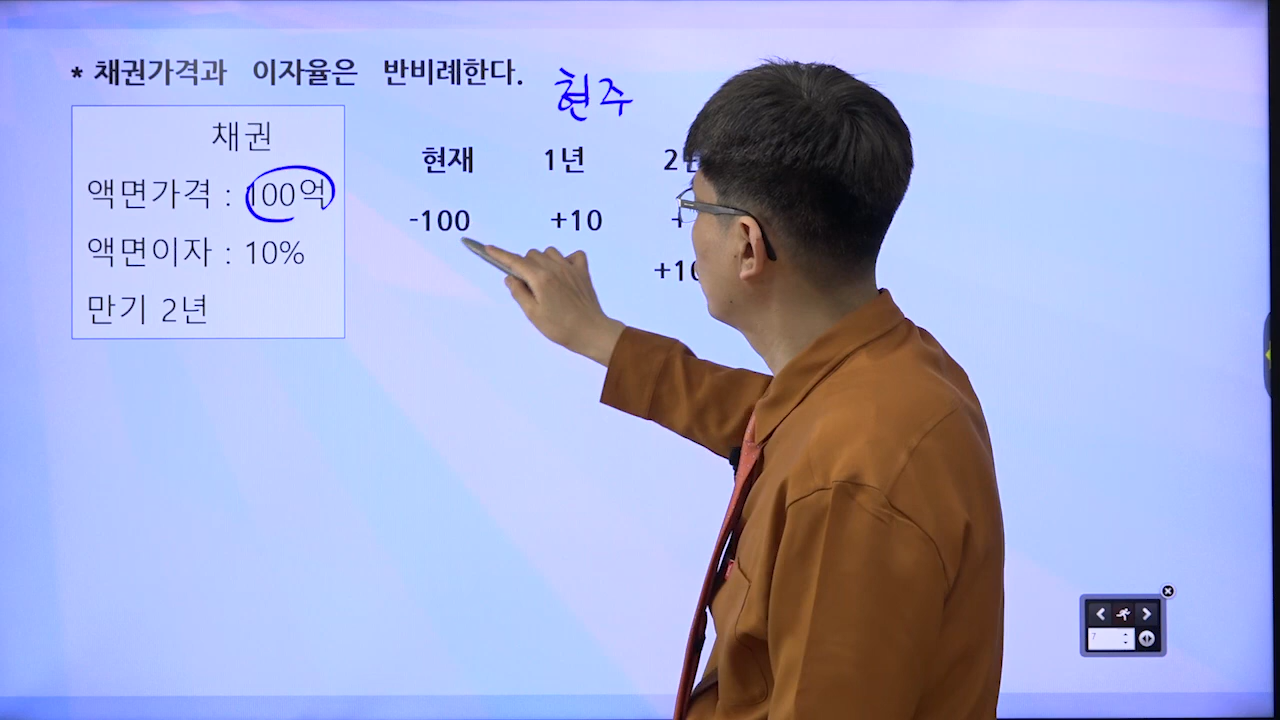 * 채권가격과 이자율은 반비례한다.
현주
채권
액면가격 : 100억
액면이자 : 10%
만기 2년
현재 1년
-100 +10
7